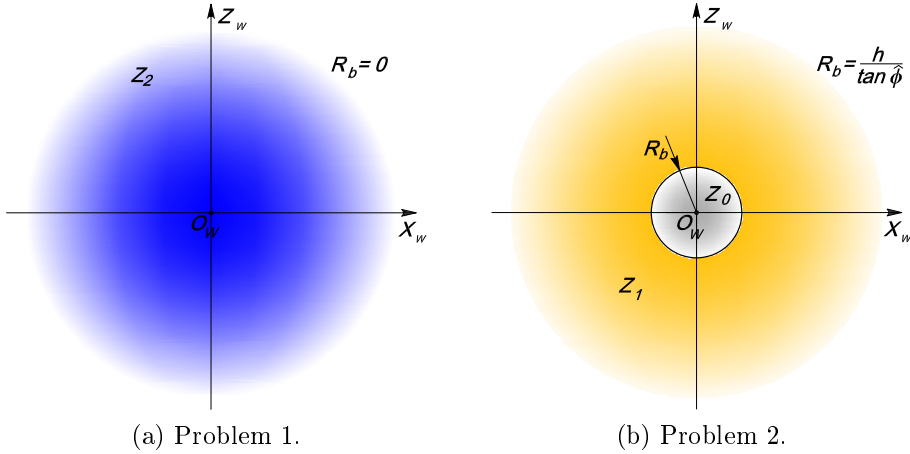 Z_w
R_b = 0
Z_2
O_w
X_w
(a) Problem 1.
Z_w
R_b = h / tan φ̂
R_b
Z_0
O_w
X_w
Z_1
(b) Problem 2.